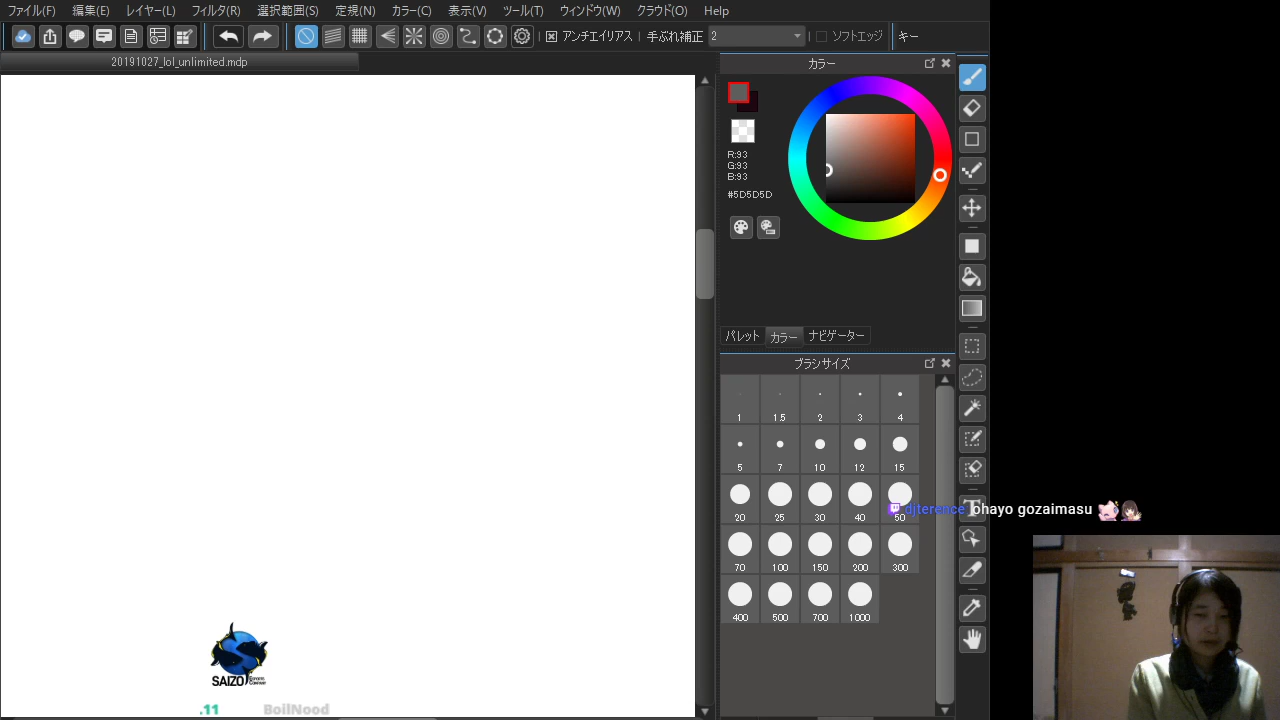 ファイル(F) 編集(E) レイヤー(L) フィルタ(R) 選択範囲(S) 定規(N) カラー(C) 表示(V) ツール(T) ウィンドウ(W) クラウド(O) Help
アンチエイリアス 手ぶれ補正 2 ソフトエッジ キー
20191027_lol_unlimited.mdp
カラー
R:93
G:93
B:93
#5D5D5D
パレット カラー ナビゲーター
ブラシサイズ
1 1.5 2 3 4
5 7 10 12 15
20 25 30 40 50
djterence ohayo gozaimasu
70 100 150 200 300
400 500 700 1000
T
SAIZO
.11 BoilNood